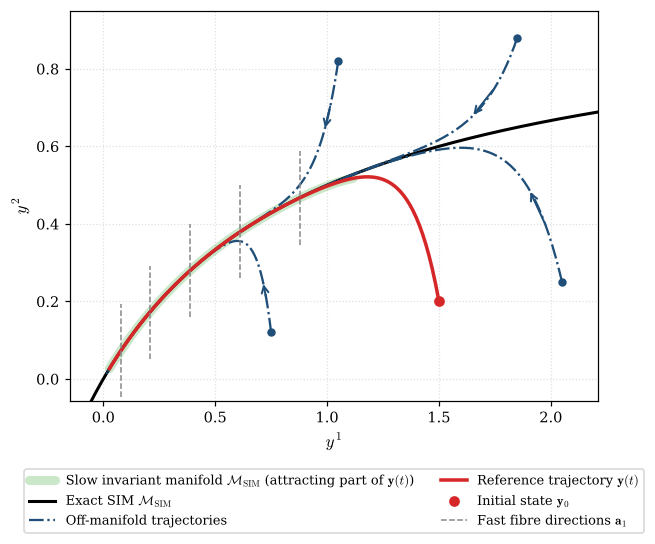 0.8
0.6
0.4
0.2
0.0
y²
0.0 0.5 1.0 1.5 2.0
y¹
Slow invariant manifold ℳ_SIM (attracting part of 𝐲(t))
Exact SIM ℳ_SIM
Off-manifold trajectories
Reference trajectory 𝐲(t)
Initial state 𝐲₀
Fast fibre directions 𝐚₁